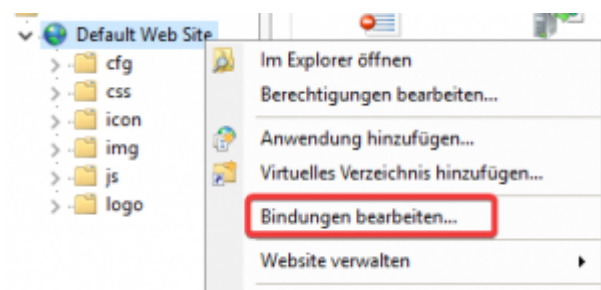 Default Web Site
cfg
css
icon
img
js
logo
Im Explorer öffnen
Berechtigungen bearbeiten...
Anwendung hinzufügen...
Virtuelles Verzeichnis hinzufügen...
Bindungen bearbeiten...
Website verwalten